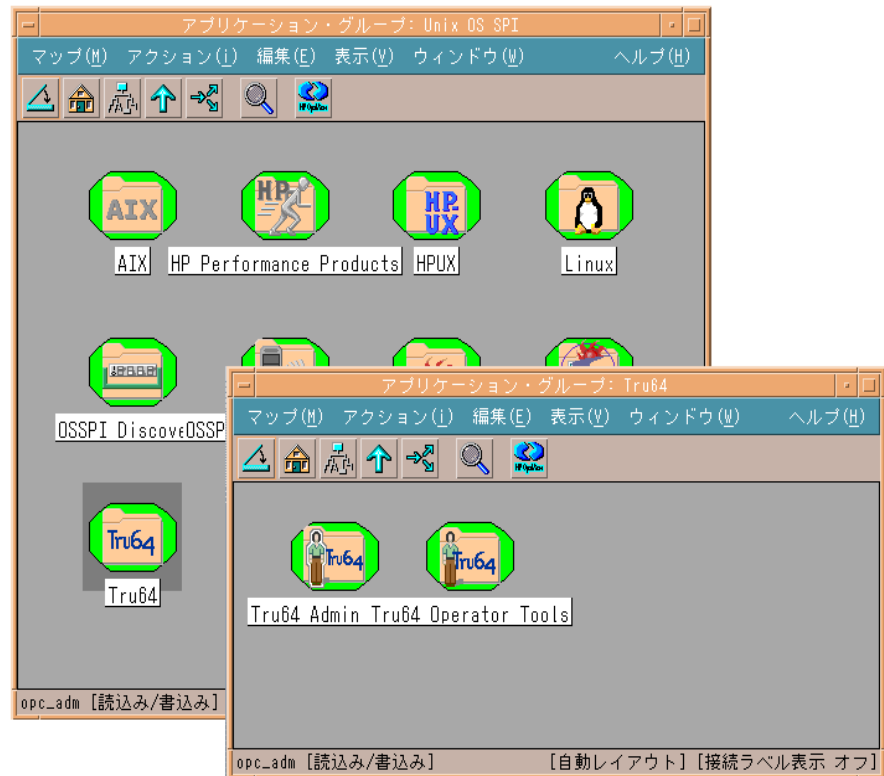 アプリケーション・グループ: Unix OS SPI
マップ(M) アクション(i) 編集(E) 表示(V) ウィンドウ(W) ヘルプ(H)
HP OpenView
AIX
HP
HP-UX
AIX
HP Performance Products
HPUX
Linux
OSSPI Discove
OSSP
Tru64
Tru64
opc_adm [読込み/書込み]
アプリケーション・グループ: Tru64
マップ(M) アクション(i) 編集(E) 表示(V) ウィンドウ(W) ヘルプ(H)
HP OpenView
Tru64
Tru64
Tru64 Admin
Tru64 Operator Tools
opc_adm [読込み/書込み] [自動レイアウト] [接続ラベル表示 オフ]